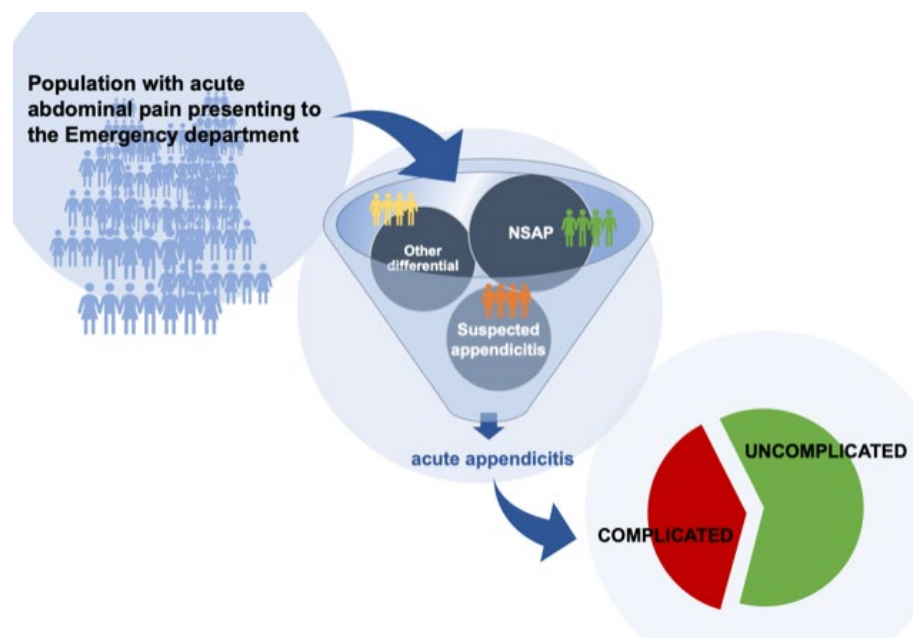 Population with acute
abdominal pain presenting to
the Emergency department
NSAP
Other
differential
Suspected
appendicitis
acute appendicitis
UNCOMPLICATED
COMPLICATED